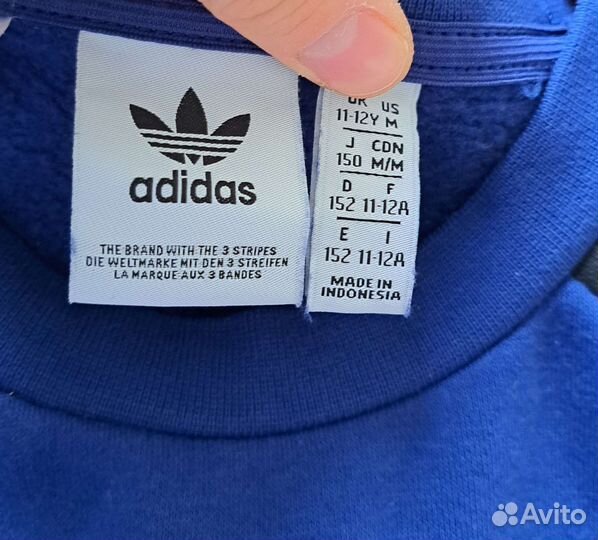 adidas
THE BRAND WITH THE 3 STRIPES
DIE WELTMARKE MIT DEN 3 STREIFEN
LA MARQUE AUX 3 BANDES
UK US
11-12Y M
J CDN
150 M/M
D F
152 11-12A
E I
152 11-12A
MADE IN
INDONESIA
Avito